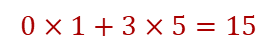 0 × 1 + 3 × 5 = 15